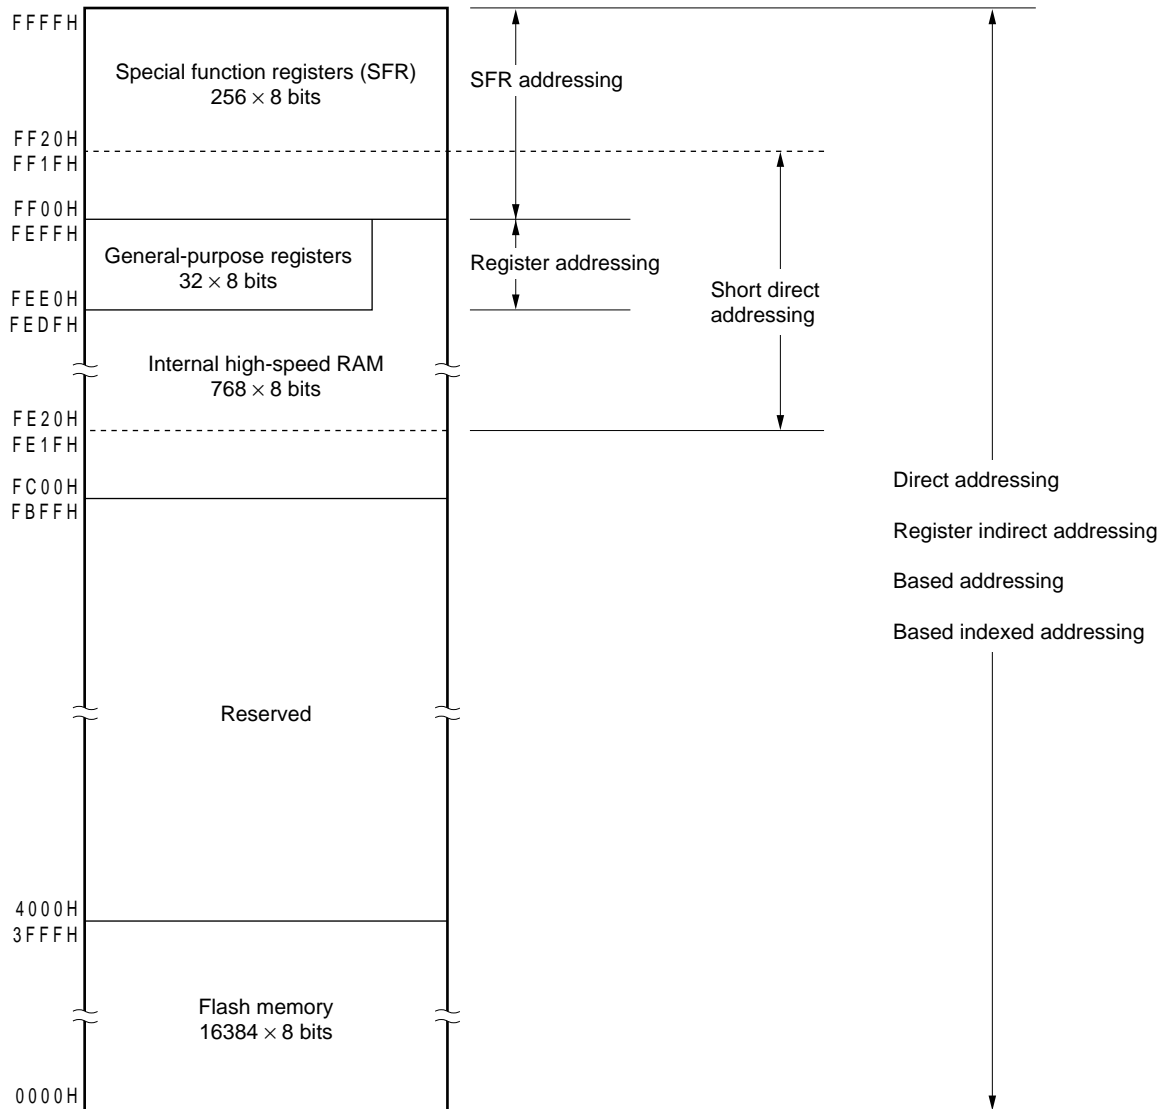 FFFFH
Special function registers (SFR)
256 × 8 bits
SFR addressing
FF20H
FF1FH
FF00H
FEFFH
General-purpose registers
32 × 8 bits
Register addressing
Short direct
addressing
FEE0H
FEDFH
Internal high-speed RAM
768 × 8 bits
FE20H
FE1FH
FC00H
FBFFH
Direct addressing
Register indirect addressing
Based addressing
Based indexed addressing
Reserved
4000H
3FFFH
Flash memory
16384 × 8 bits
0000H